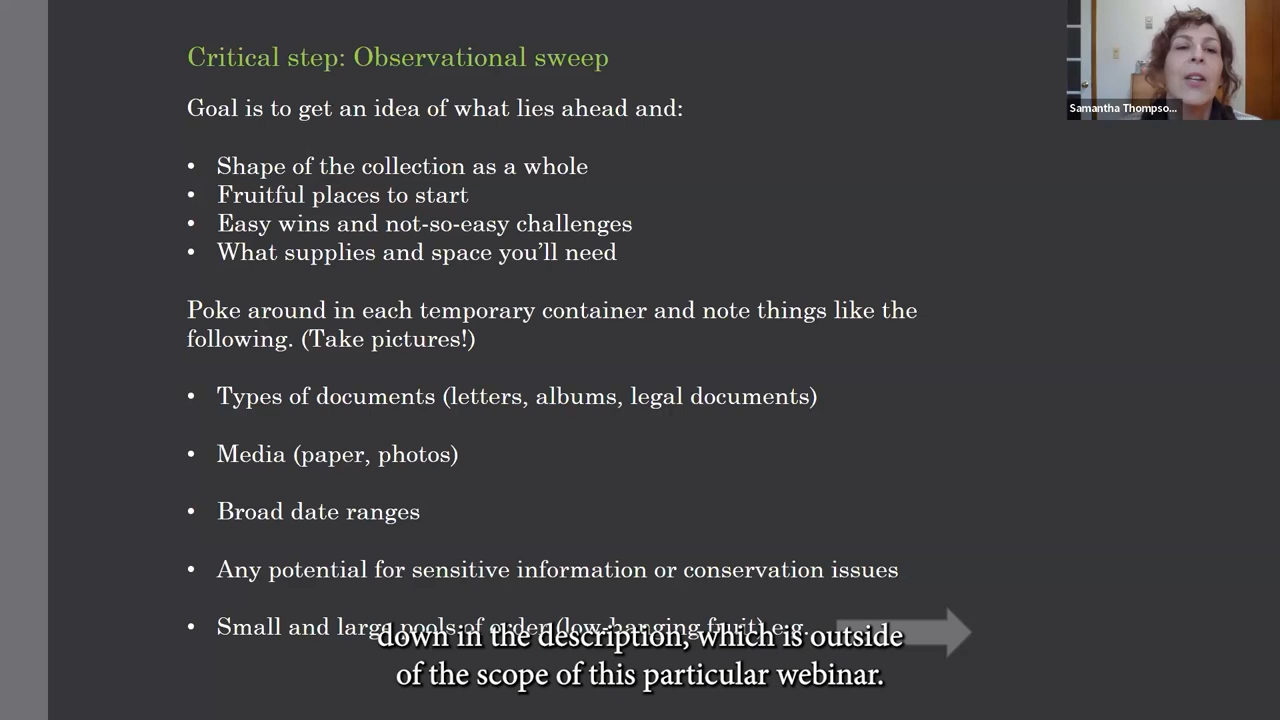 Critical step: Observational sweep
Samantha Thompso...
Goal is to get an idea of what lies ahead and:
• Shape of the collection as a whole
• Fruitful places to start
• Easy wins and not-so-easy challenges
• What supplies and space you'll need
Poke around in each temporary container and note things like the
following. (Take pictures!)
• Types of documents (letters, albums, legal documents)
• Media (paper, photos)
• Broad date ranges
• Any potential for sensitive information or conservation issues
• Small and large pools of order (low-hanging fruit) e.g.
down in the description, which is outside
of the scope of this particular webinar.